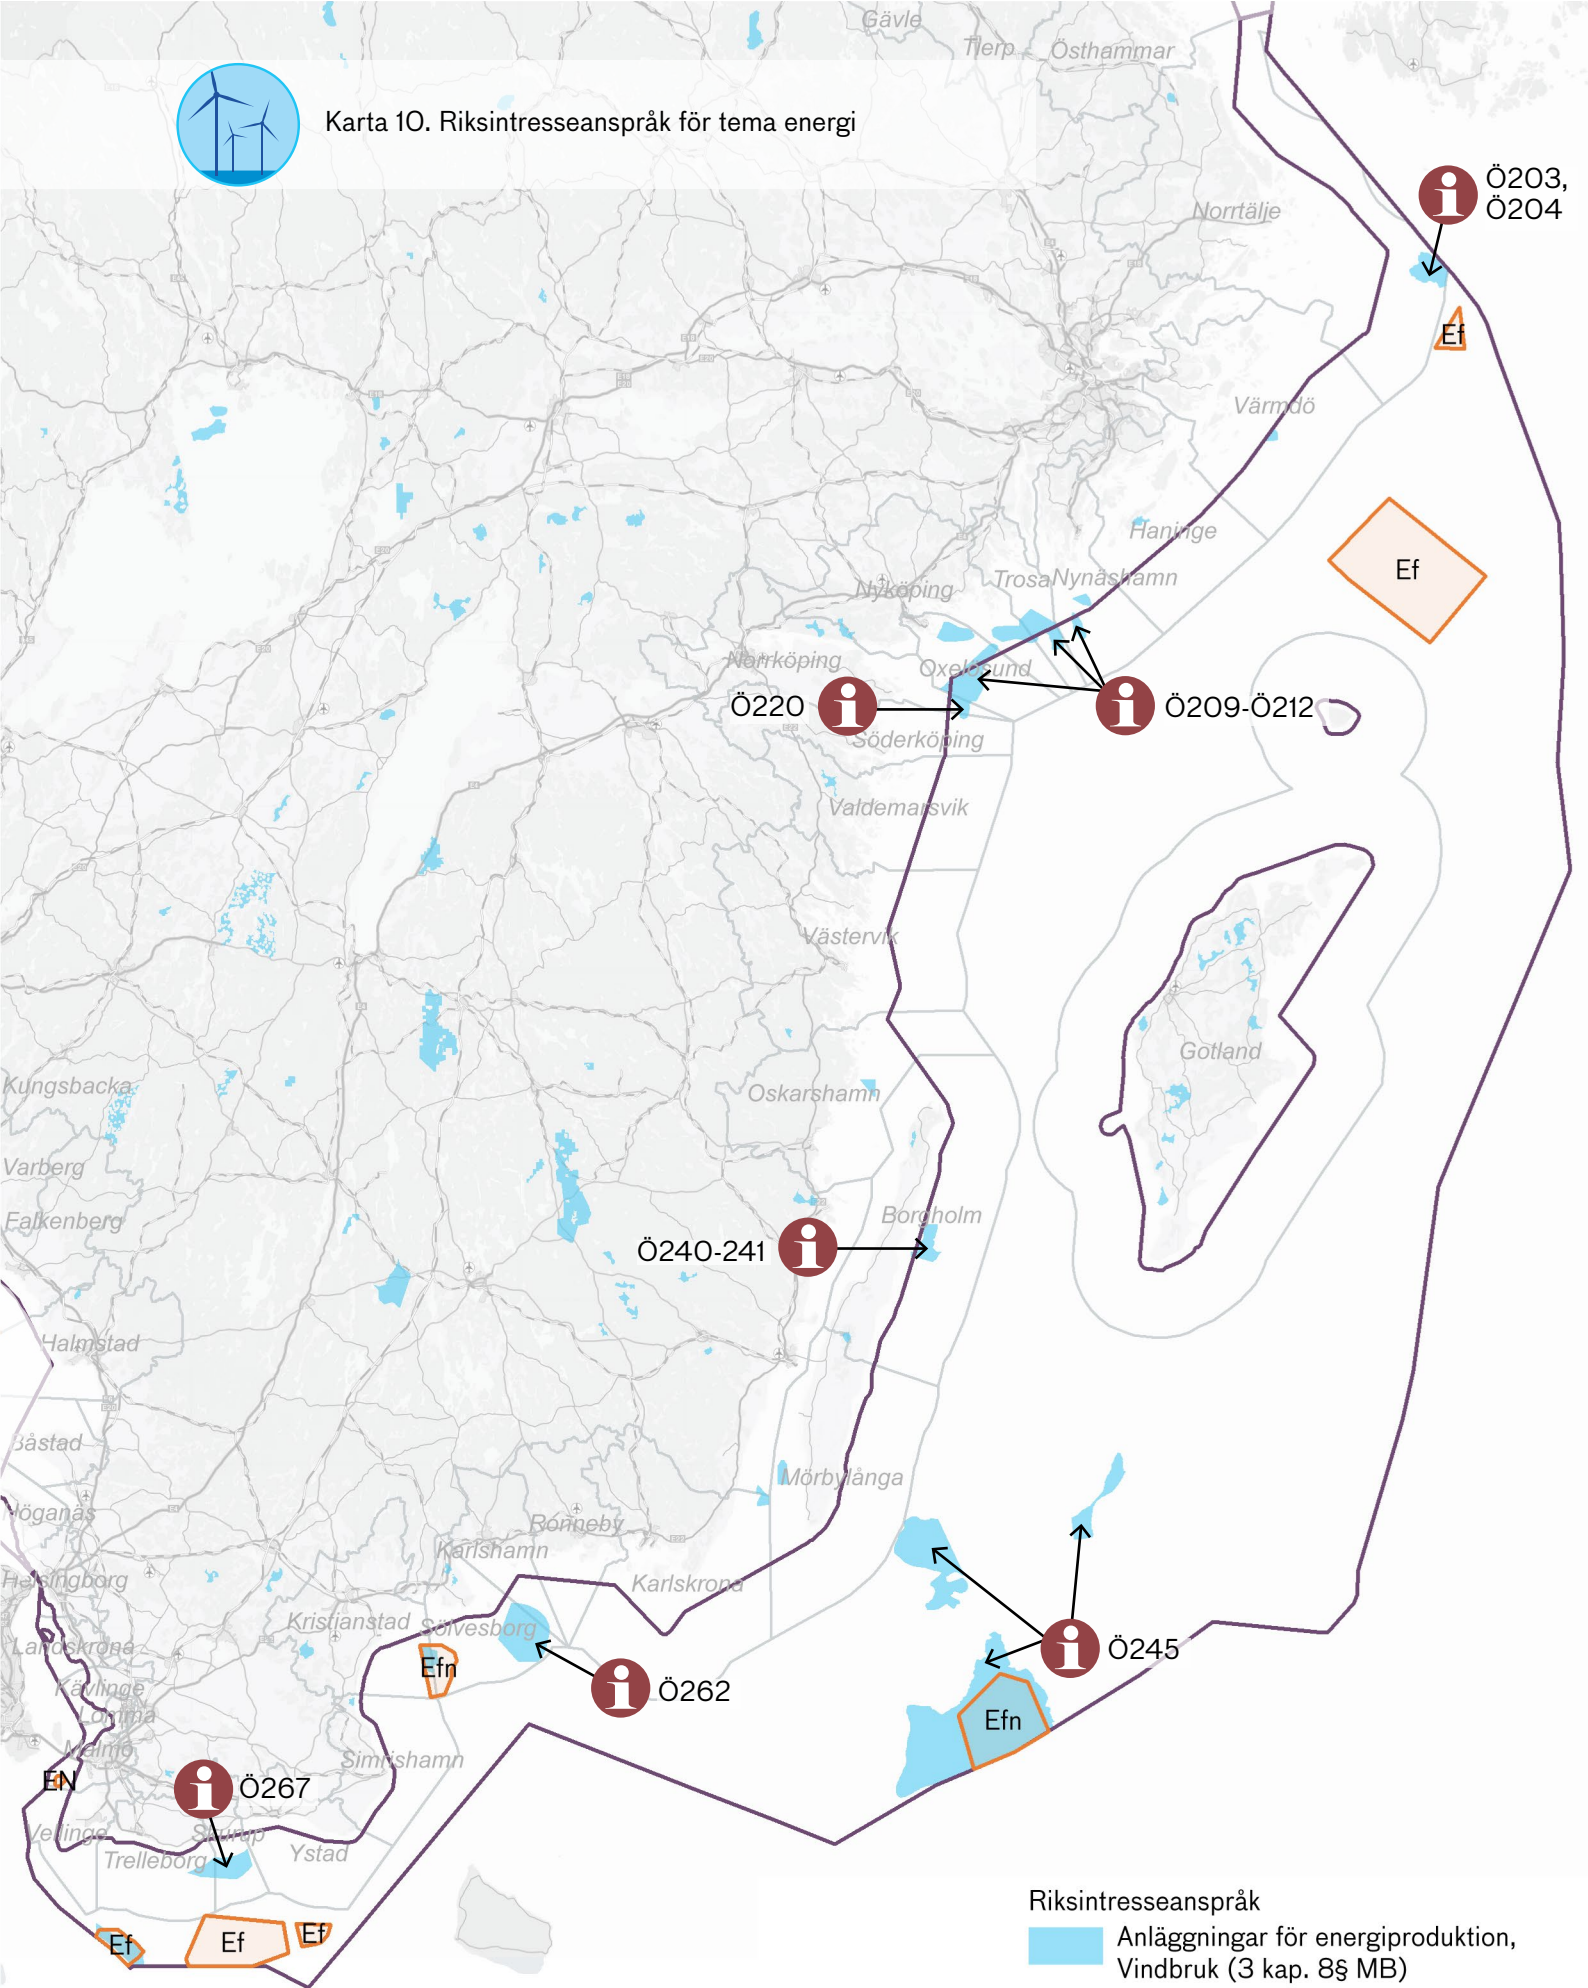 Gävle
Tierp
Östhammar
Karta 10. Riksintresseanspråk för tema energi
Ö203,
Ö204
Norrtälje
Ef
Värmdö
Haninge
Ef
Trosa
Nynäshamn
Nyköping
Norrköping
Oxelösund
Ö220
Ö209-Ö212
Söderköping
Valdemarsvik
Västervik
Gotland
Kungsbacka
Oskarshamn
Varberg
Falkenberg
Borgholm
Ö240-241
Halmstad
Båstad
Mörbylånga
Höganäs
Ronneby
Karlshamn
Helsingborg
Karlskrona
Kristianstad
Sölvesborg
Landskrona
Efn
Ö262
Ö245
Kävlinge
Lomma
Efn
Malmö
Simrishamn
EN
Ö267
Vellinge
Skurup
Ystad
Trelleborg
Ef
Ef
Ef
Riksintresseanspråk
Anläggningar för energiproduktion,
Vindbruk (3 kap. 8§ MB)